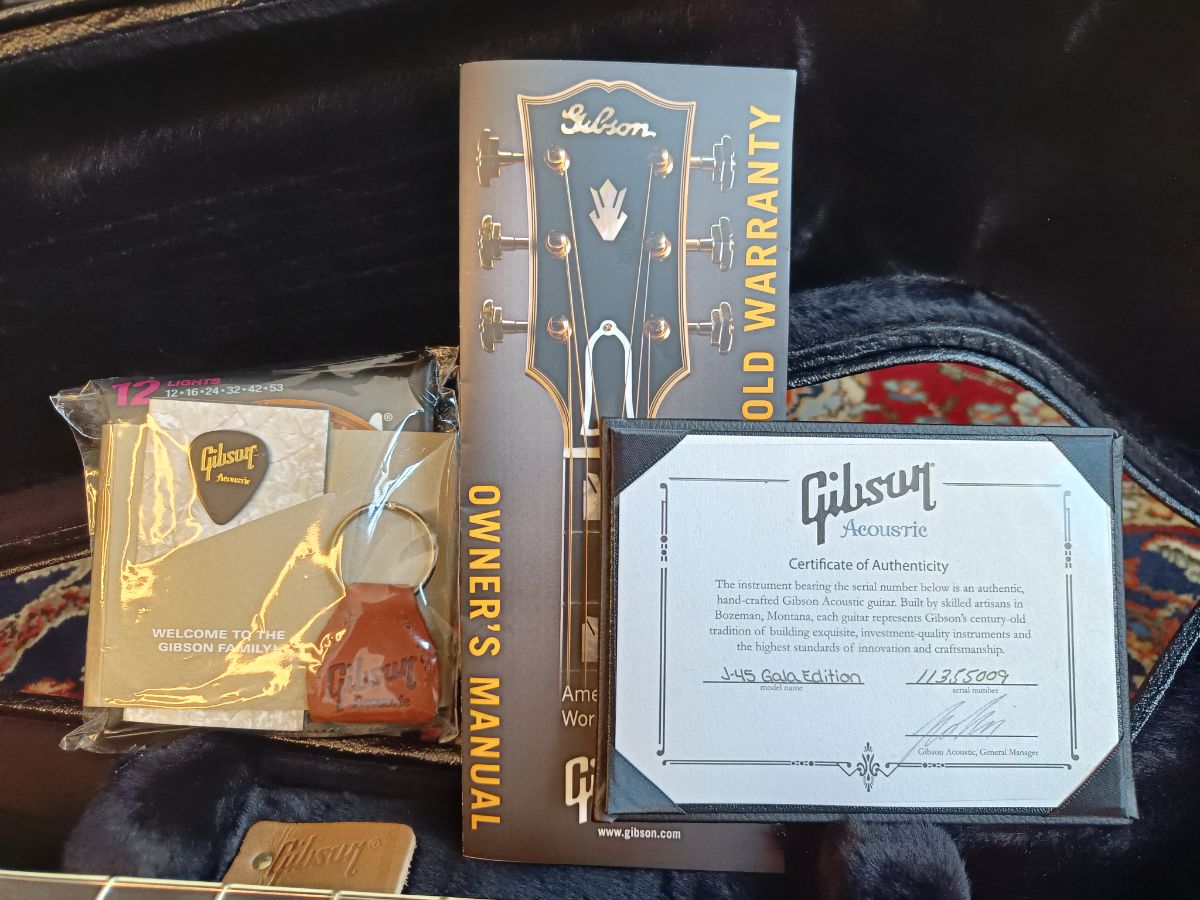 Gibson
OWNER'S MANUAL
OLD WARRANTY
Ame
Wor
www.gibson.com
12 LIGHTS
12•16•24•32•42•53
®
Gibson
Acoustic
WELCOME TO THE
GIBSON FAMILY!
Gibson
Acoustic
Gibson
Gibson
Acoustic
Certificate of Authenticity
The instrument bearing the serial number below is an authentic,
hand-crafted Gibson Acoustic guitar. Built by skilled artisans in
Bozeman, Montana, each guitar represents Gibson's century-old
tradition of building exquisite, investment-quality instruments and
the highest standards of innovation and craftsmanship.
J-45 Gala Edition 11355009
model name serial number
Gibson Acoustic, General Manager